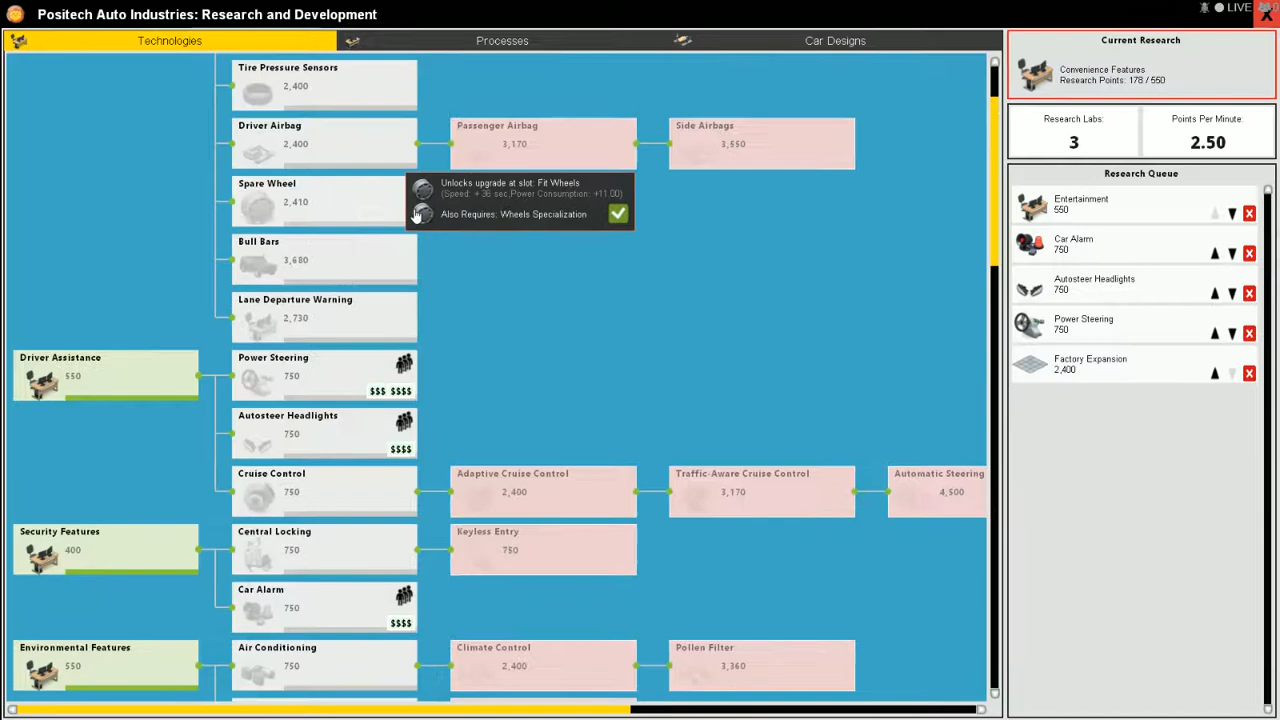 Positech Auto Industries: Research and Development
LIVE
Technologies
Processes
Car Designs
Tire Pressure Sensors
2,400
Driver Airbag
2,400
Passenger Airbag
3,170
Side Airbags
3,550
Spare Wheel
2,410
Unlocks upgrade at slot: Fit Wheels
(Speed: +36 sec,Power Consumption: +11.00)
Also Requires: Wheels Specialization
Bull Bars
3,680
Lane Departure Warning
2,730
Driver Assistance
550
Power Steering
750
$$$ $$$$
Autosteer Headlights
750
$$$$
Cruise Control
750
Adaptive Cruise Control
2,400
Traffic-Aware Cruise Control
3,170
Automatic Steering
4,500
Security Features
400
Central Locking
750
Keyless Entry
750
Car Alarm
750
$$$$
Environmental Features
550
Air Conditioning
750
Climate Control
2,400
Pollen Filter
3,360
Current Research
Convenience Features
Research Points: 178 / 550
Research Labs:
3
Points Per Minute:
2.50
Research Queue
Entertainment
550
Car Alarm
750
Autosteer Headlights
750
Power Steering
750
Factory Expansion
2,400